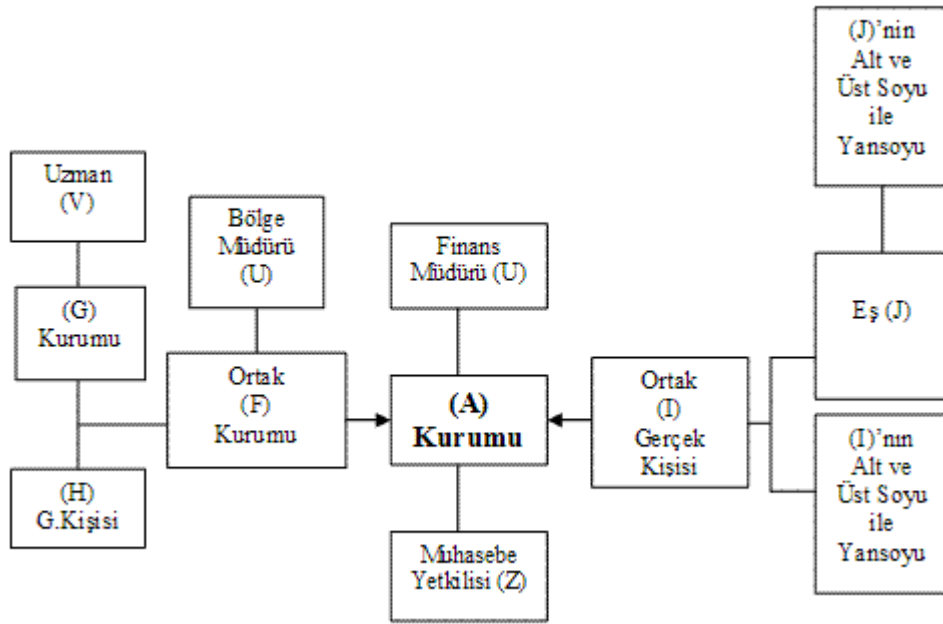 Uzman
(V)
(G)
Kurumu
(H)
G.Kişisi
Bölge
Müdürü
(U)
Ortak
(F)
Kurumu
Finans
Müdürü (U)
(A)
Kurumu
Muhasebe
Yetkilisi (Z)
Ortak
(I)
Gerçek
Kişisi
(J)’nin
Alt ve
Üst Soyu
ile
Yansoyu
Eş (J)
(I)’nın
Alt ve
Üst Soyu
ile
Yansoyu